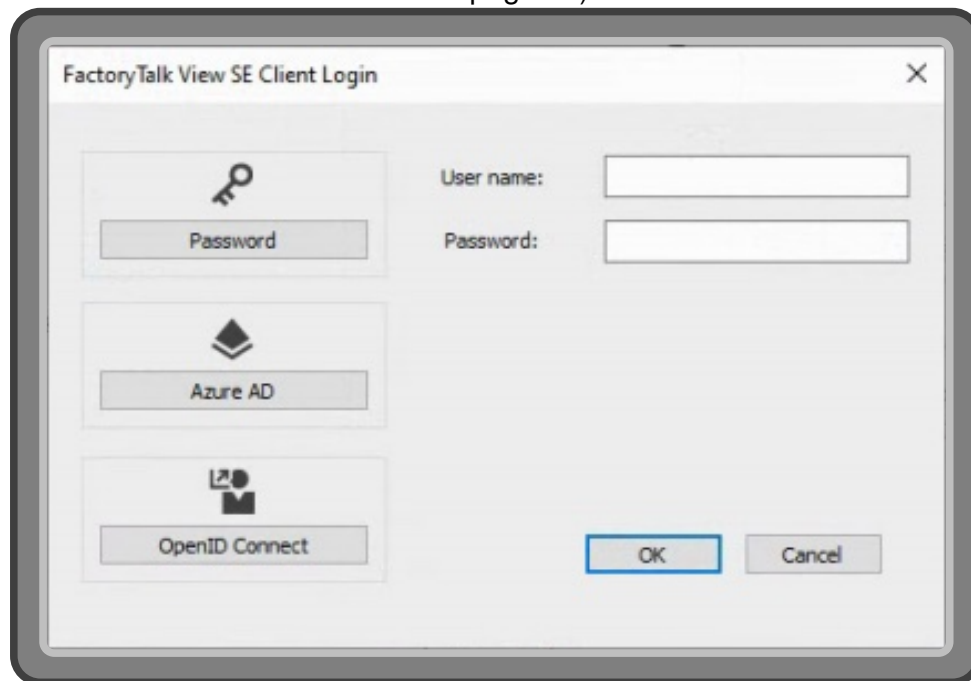 FactoryTalk View SE Client Login
Password
User name:
Password:
Azure AD
OpenID Connect
OK
Cancel